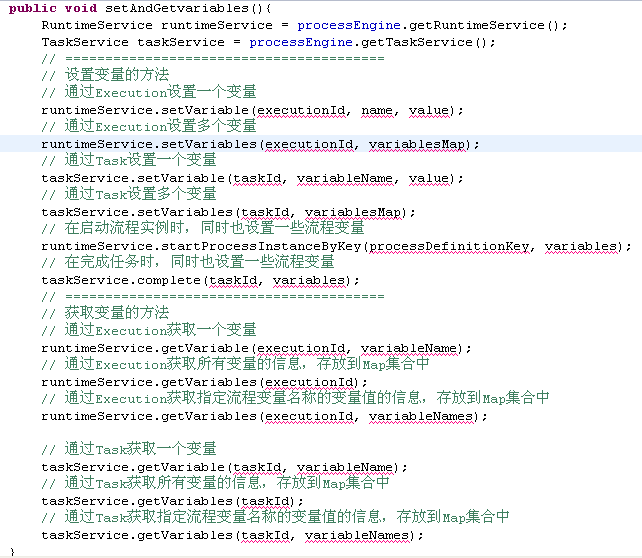 public void setAndGetvariables(){
    RuntimeService runtimeService = processEngine.getRuntimeService();
    TaskService taskService = processEngine.getTaskService();
    // ========================================
    // 设置变量的方法
    // 通过Execution设置一个变量
    runtimeService.setVariable(executionId, name, value);
    // 通过Execution设置多个变量
    runtimeService.setVariables(executionId, variablesMap);
    // 通过Task设置一个变量
    taskService.setVariable(taskId, variableName, value);
    // 通过Task设置多个变量
    taskService.setVariables(taskId, variablesMap);
    // 在启动流程实例时，同时也设置一些流程变量
    runtimeService.startProcessInstanceByKey(processDefinitionKey, variables);
    // 在完成任务时，同时也设置一些流程变量
    taskService.complete(taskId, variables);
    // ========================================
    // 获取变量的方法
    // 通过Execution获取一个变量
    runtimeService.getVariable(executionId, variableName);
    // 通过Execution获取所有变量的信息，存放到Map集合中
    runtimeService.getVariables(executionId);
    // 通过Execution获取指定流程变量名称的变量值的信息，存放到Map集合中
    runtimeService.getVariables(executionId, variableNames);

    // 通过Task获取一个变量
    taskService.getVariable(taskId, variableName);
    // 通过Task获取所有变量的信息，存放到Map集合中
    taskService.getVariables(taskId);
    // 通过Task获取指定流程变量名称的变量值的信息，存放到Map集合中
    taskService.getVariables(taskId, variableNames);
}